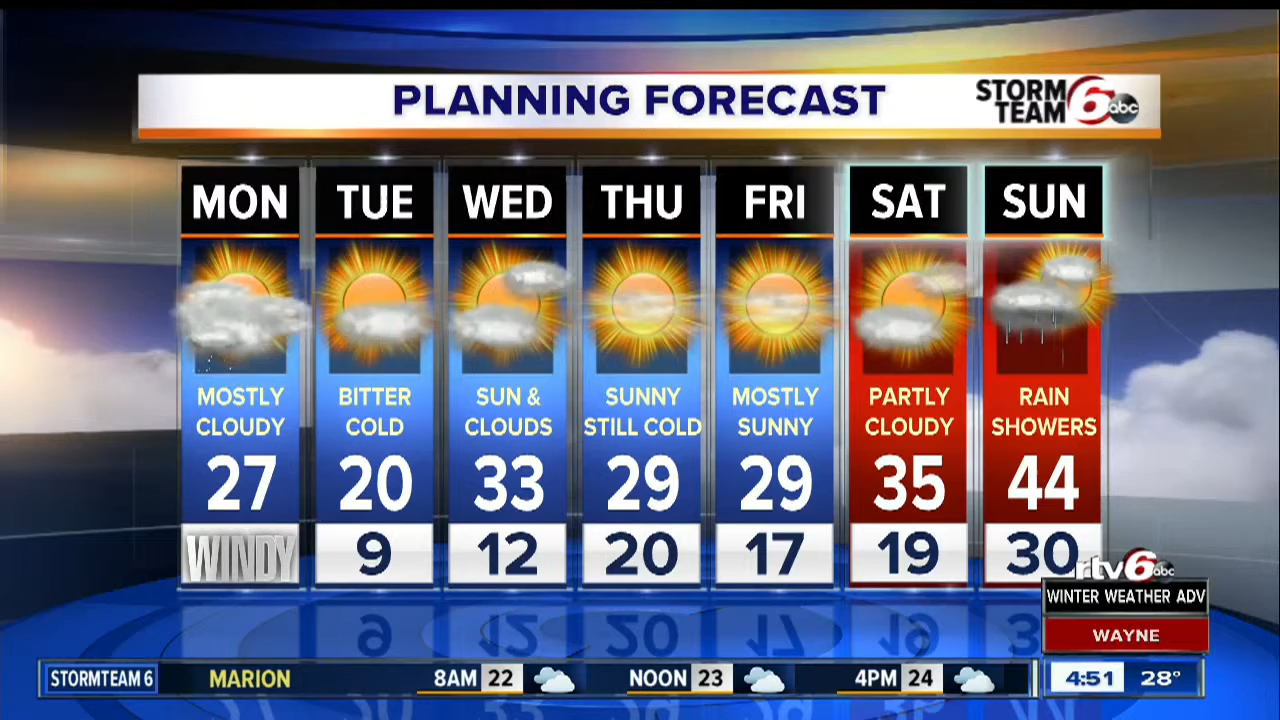 PLANNING FORECAST
STORM TEAM 6 abc
MON TUE WED THU FRI SAT SUN
MOSTLY CLOUDY
BITTER COLD
SUN & CLOUDS
SUNNY STILL COLD
MOSTLY SUNNY
PARTLY CLOUDY
RAIN SHOWERS
27 20 33 29 29 35 44
WINDY 9 12 20 17 19 30
rtv6 abc
WINTER WEATHER ADV
WAYNE
STORMTEAM 6 MARION 8AM 22 NOON 23 4PM 24 4:51 28°